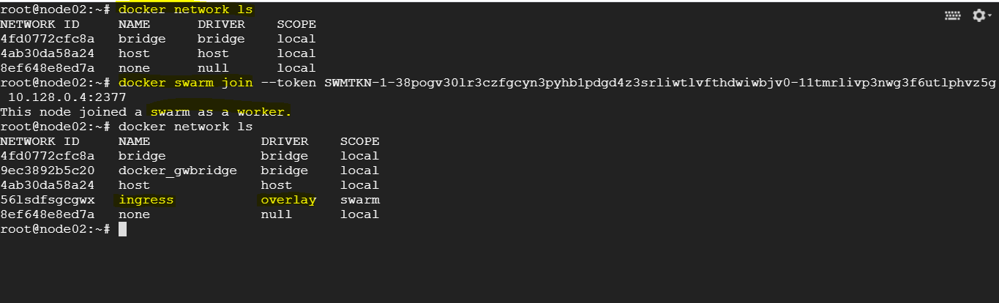 root@node02:~# docker network ls
NETWORK ID     NAME      DRIVER    SCOPE
4fd0772cfc8a   bridge    bridge    local
4ab30da58a24   host      host      local
8ef648e8ed7a   none      null      local
root@node02:~# docker swarm join --token SWMTKN-1-38pogv30lr3czfgcyn3pyhb1pdgd4z3srliwtlvfthdwiwbjv0-11tmrlivp3nwg3f6utlphvz5g
 10.128.0.4:2377
This node joined a swarm as a worker.
root@node02:~# docker network ls
NETWORK ID     NAME              DRIVER    SCOPE
4fd0772cfc8a   bridge            bridge    local
9ec3892b5c20   docker_gwbridge   bridge    local
4ab30da58a24   host              host      local
56lsdfsgcgwx   ingress           overlay   swarm
8ef648e8ed7a   none              null      local
root@node02:~#